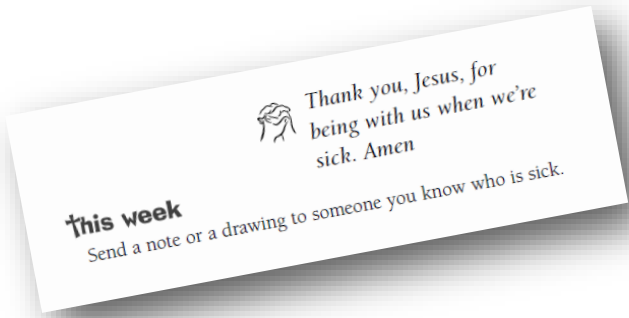 Thank you, Jesus, for
being with us when we're
sick. Amen
This week
Send a note or a drawing to someone you know who is sick.